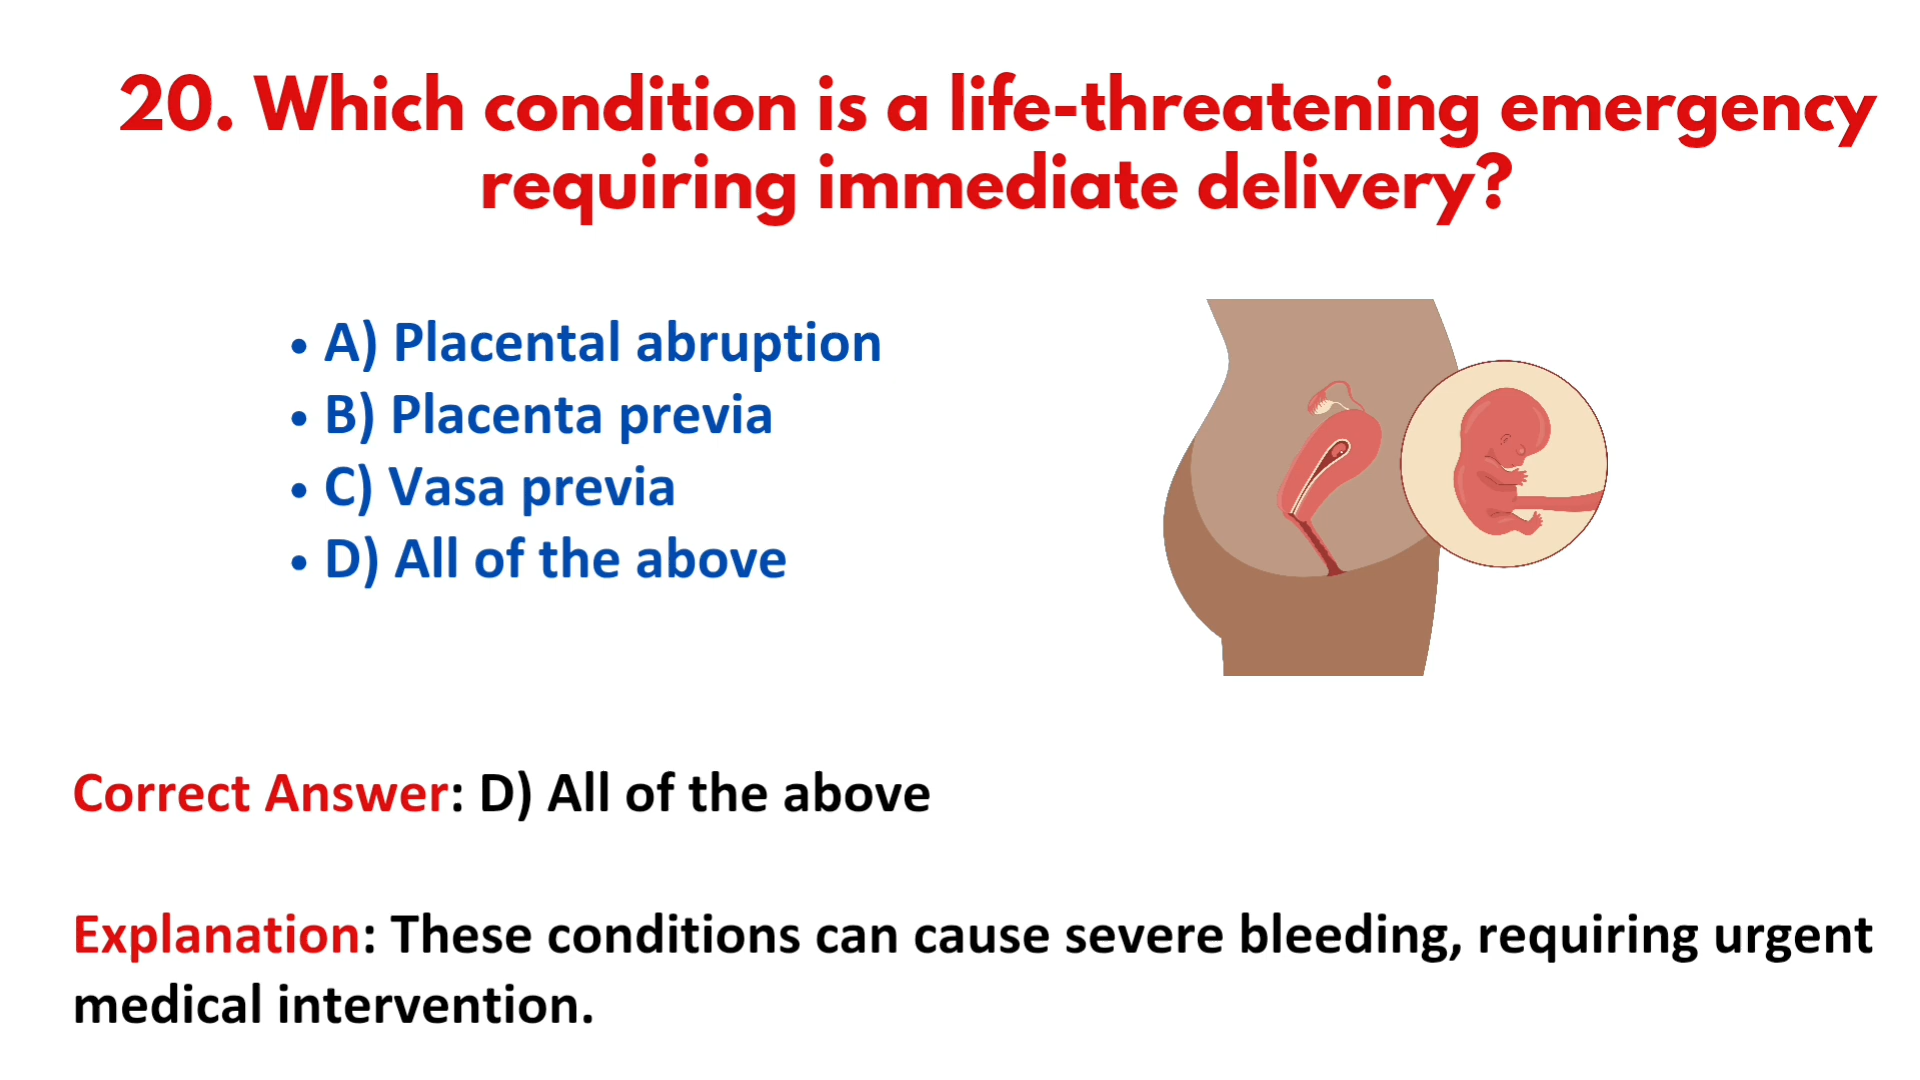 20. Which condition is a life-threatening emergency
requiring immediate delivery?
• A) Placental abruption
• B) Placenta previa
• C) Vasa previa
• D) All of the above
Correct Answer: D) All of the above
Explanation: These conditions can cause severe bleeding, requiring urgent
medical intervention.